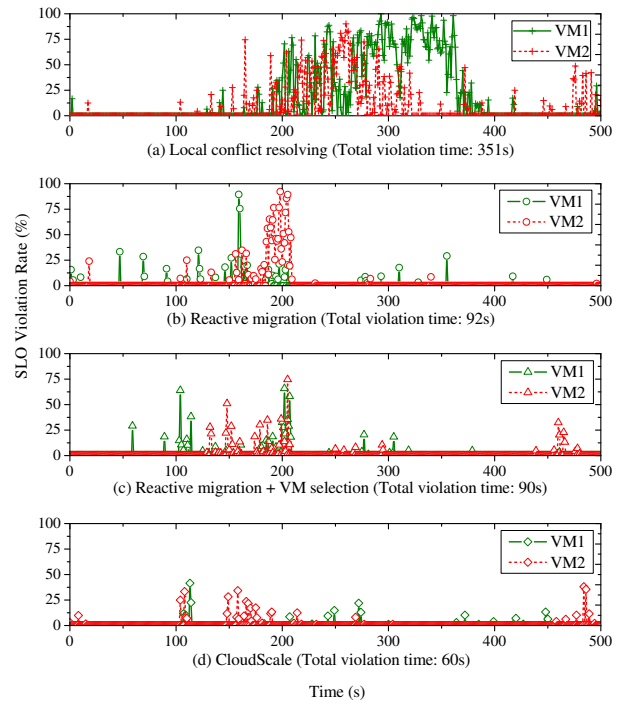 100
75
50
25
0
VM1
VM2
0 100 200 300 400 500
(a) Local conflict resolving (Total violation time: 351s)
100
75
50
25
0
VM1
VM2
0 100 200 300 400 500
(b) Reactive migration (Total violation time: 92s)
SLO Violation Rate (%)
100
75
50
25
0
VM1
VM2
0 100 200 300 400 500
(c) Reactive migration + VM selection (Total violation time: 90s)
100
75
50
25
0
VM1
VM2
0 100 200 300 400 500
(d) CloudScale (Total violation time: 60s)
Time (s)